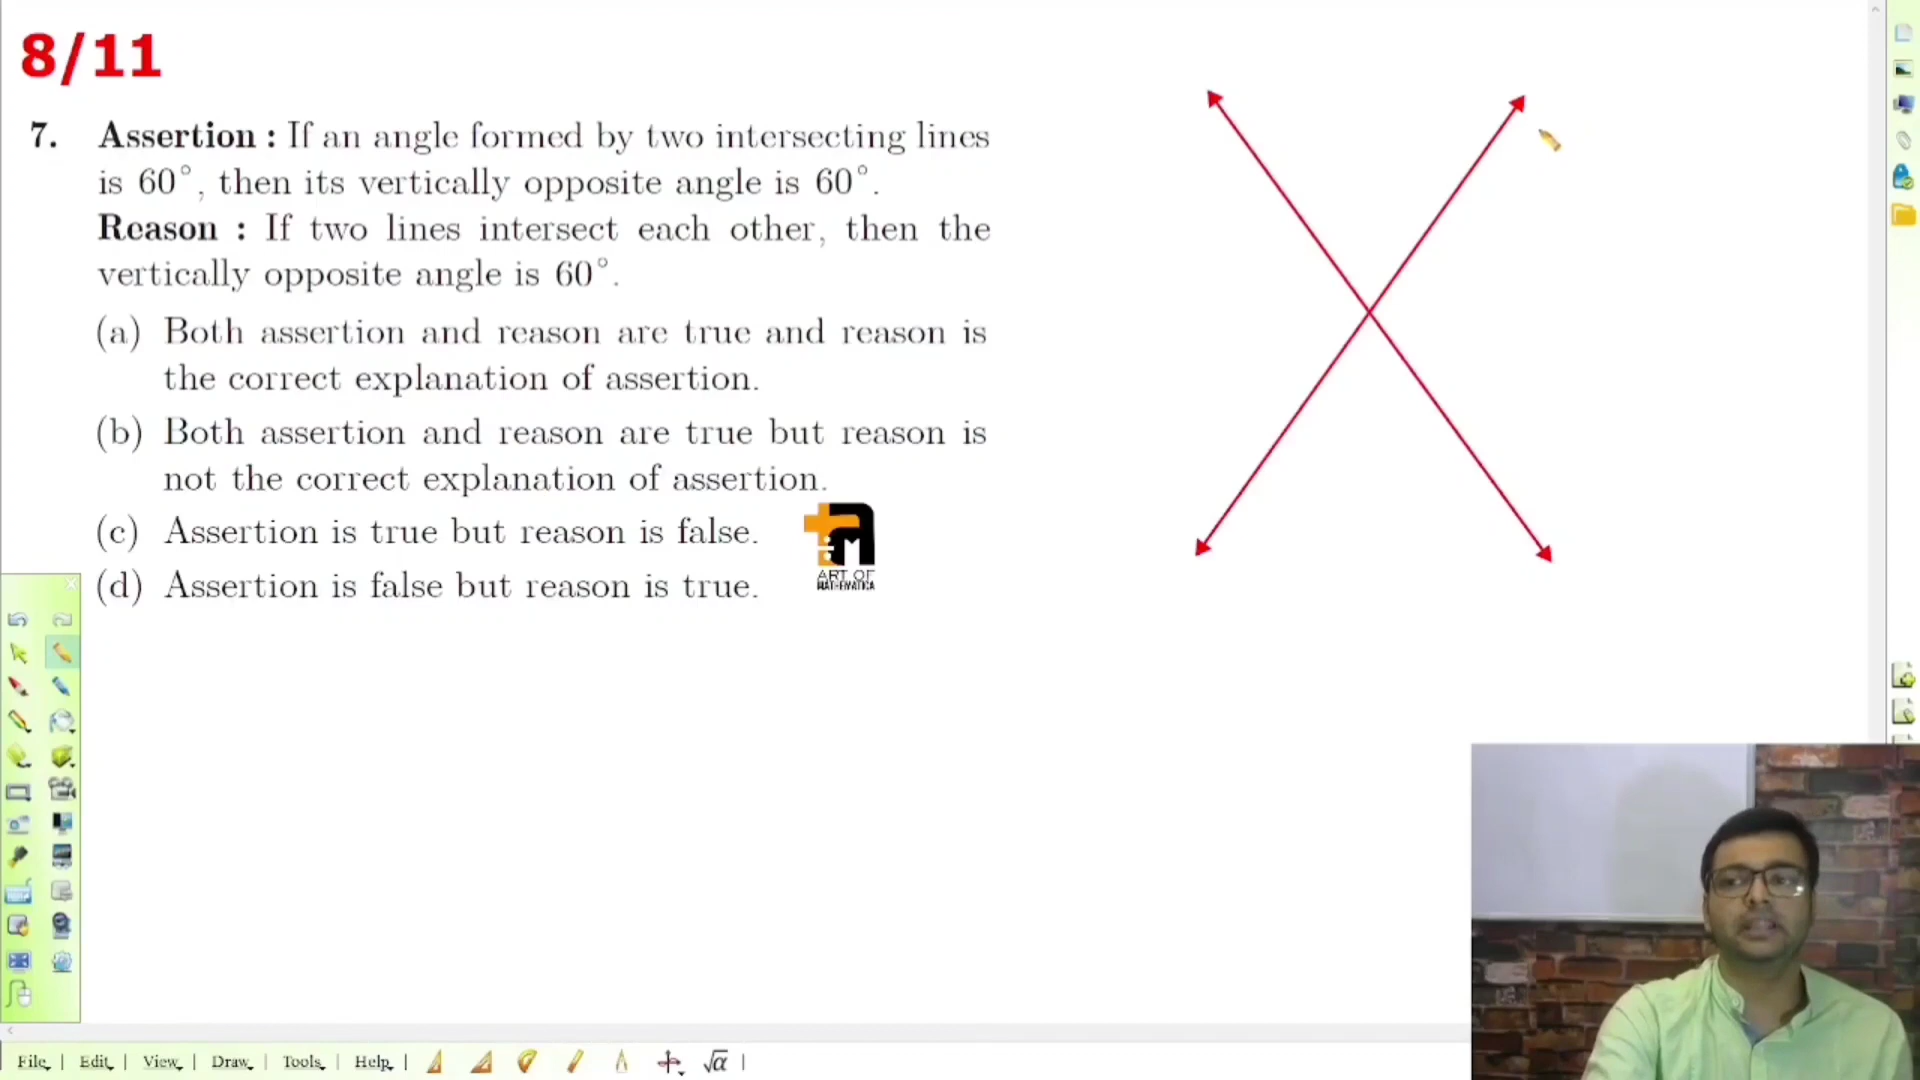 8/11
7. Assertion : If an angle formed by two intersecting lines
is 60°, then its vertically opposite angle is 60°.
Reason : If two lines intersect each other, then the
vertically opposite angle is 60°.
(a) Both assertion and reason are true and reason is
the correct explanation of assertion.
(b) Both assertion and reason are true but reason is
not the correct explanation of assertion.
(c) Assertion is true but reason is false.
(d) Assertion is false but reason is true.
ART OF
MATHEMATICA
File | Edit | View | Draw | Tools | Help | √α |